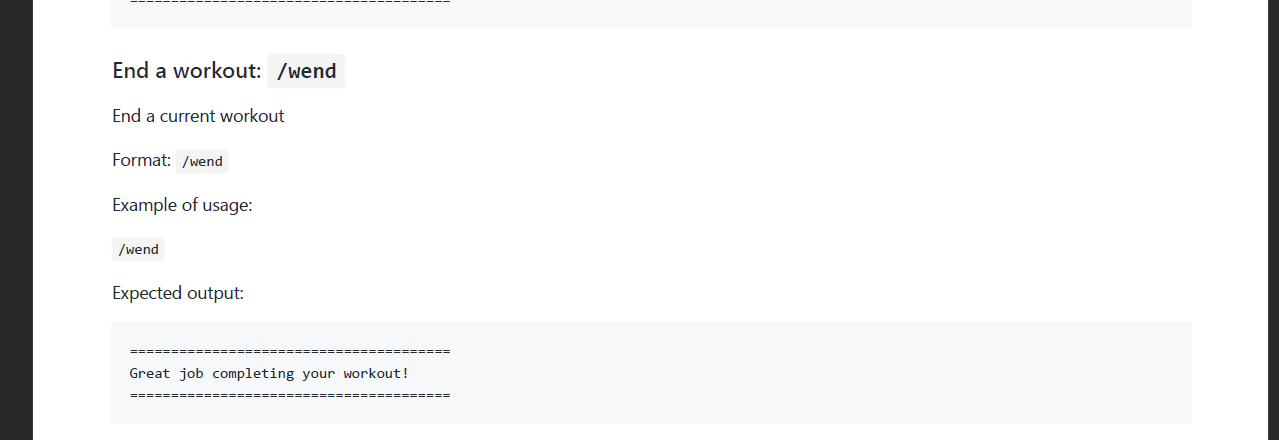 =======================================
End a workout: /wend
End a current workout
Format: /wend
Example of usage:
/wend
Expected output:
=======================================
Great job completing your workout!
=======================================